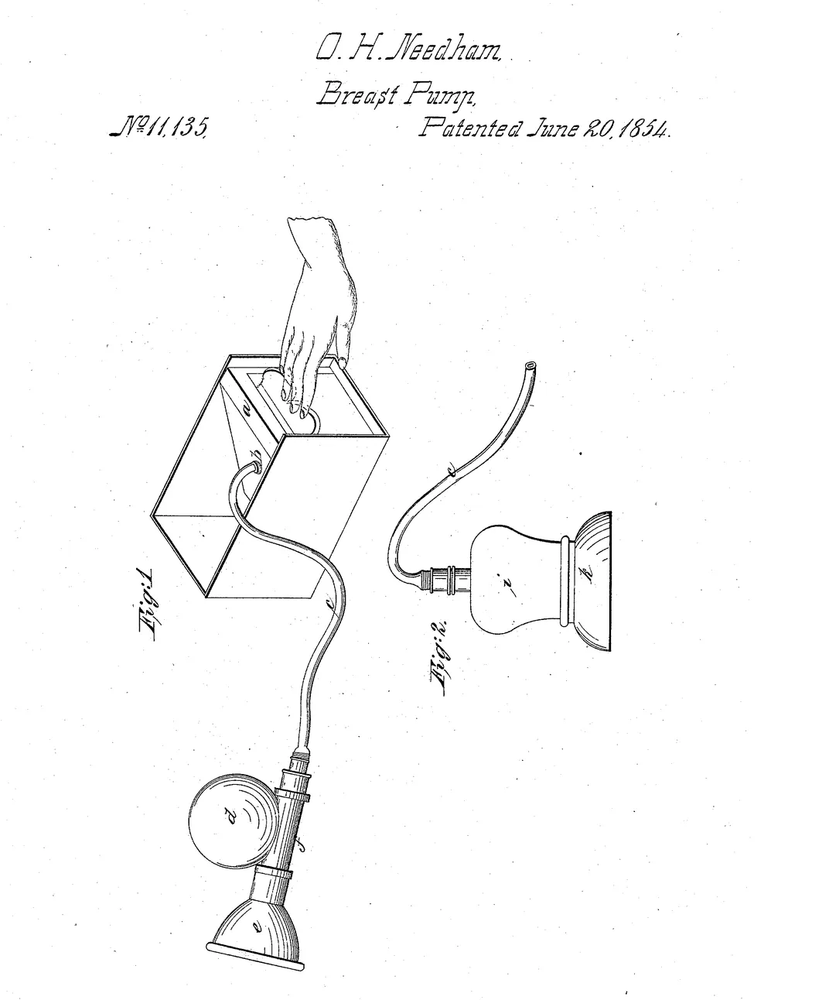 O. H. Needham.
Breast Pump,
Nº 11,135,
Patented June 20, 1854.
a
b
c
Fig: 1.
c
i
k
Fig: 2.
d
f
e